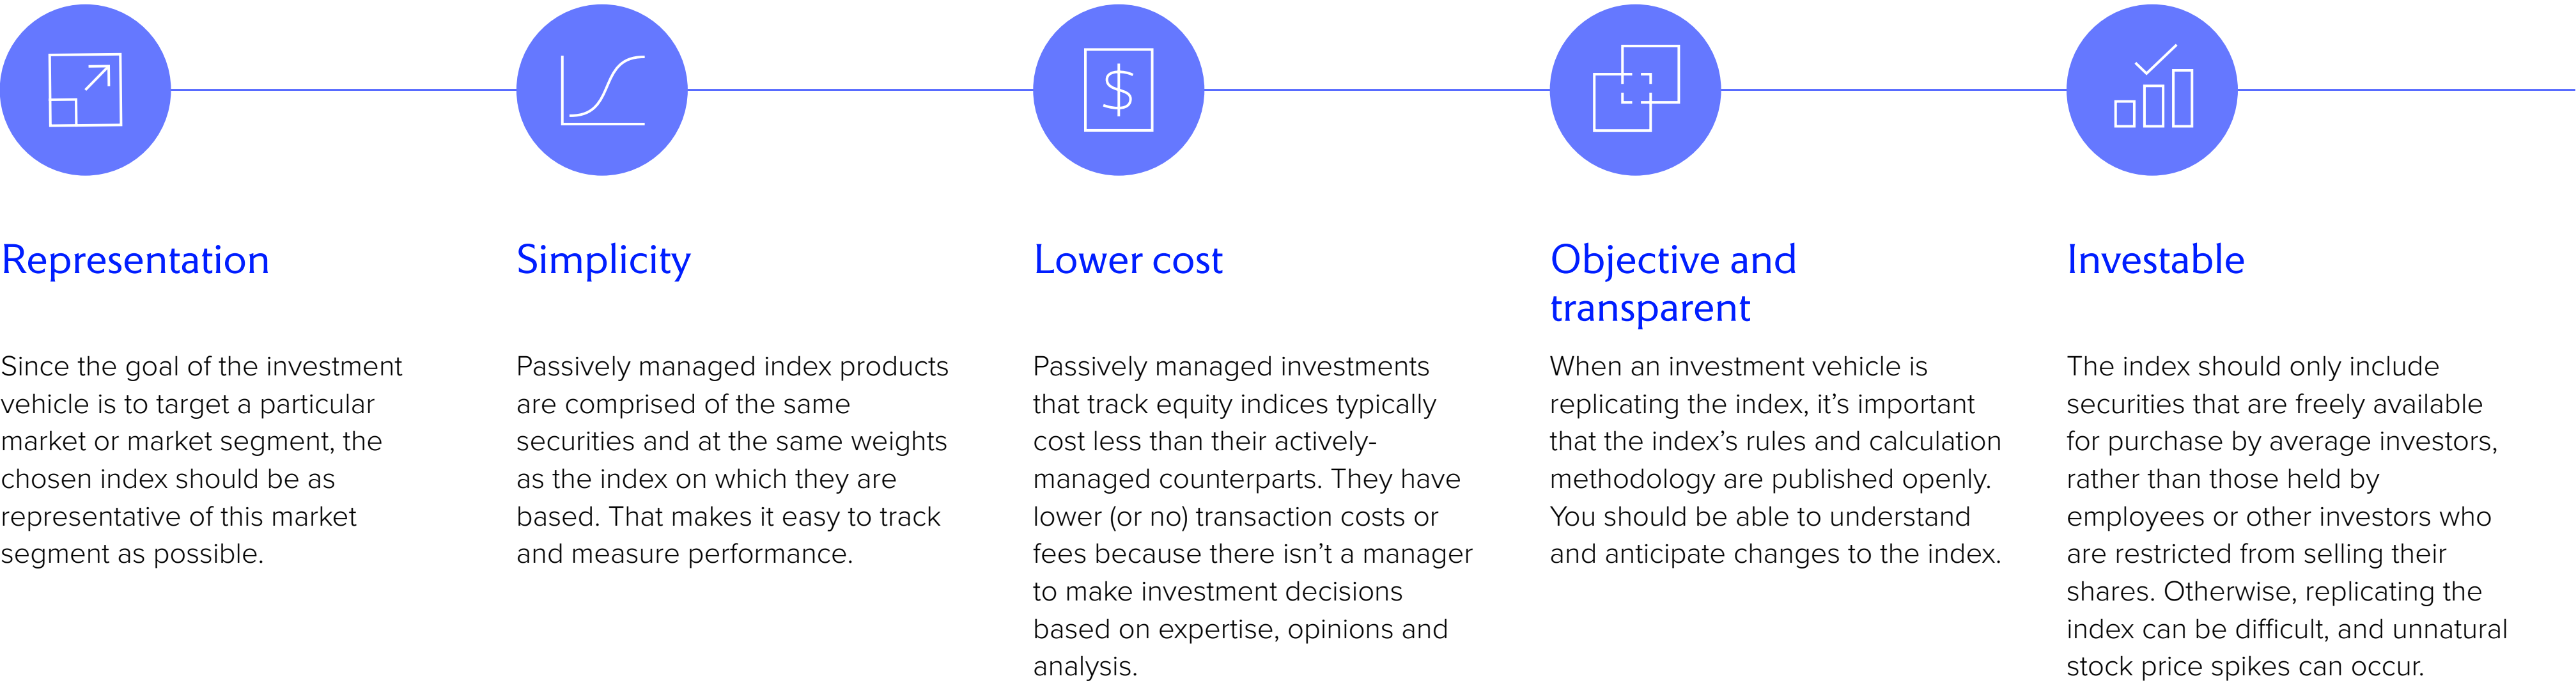 $
Representation
Since the goal of the investment
vehicle is to target a particular
market or market segment, the
chosen index should be as
representative of this market
segment as possible.
Simplicity
Passively managed index products
are comprised of the same
securities and at the same weights
as the index on which they are
based. That makes it easy to track
and measure performance.
Lower cost
Passively managed investments
that track equity indices typically
cost less than their actively-
managed counterparts. They have
lower (or no) transaction costs or
fees because there isn’t a manager
to make investment decisions
based on expertise, opinions and
analysis.
Objective and
transparent
When an investment vehicle is
replicating the index, it’s important
that the index’s rules and calculation
methodology are published openly.
You should be able to understand
and anticipate changes to the index.
Investable
The index should only include
securities that are freely available
for purchase by average investors,
rather than those held by
employees or other investors who
are restricted from selling their
shares. Otherwise, replicating the
index can be difficult, and unnatural
stock price spikes can occur.